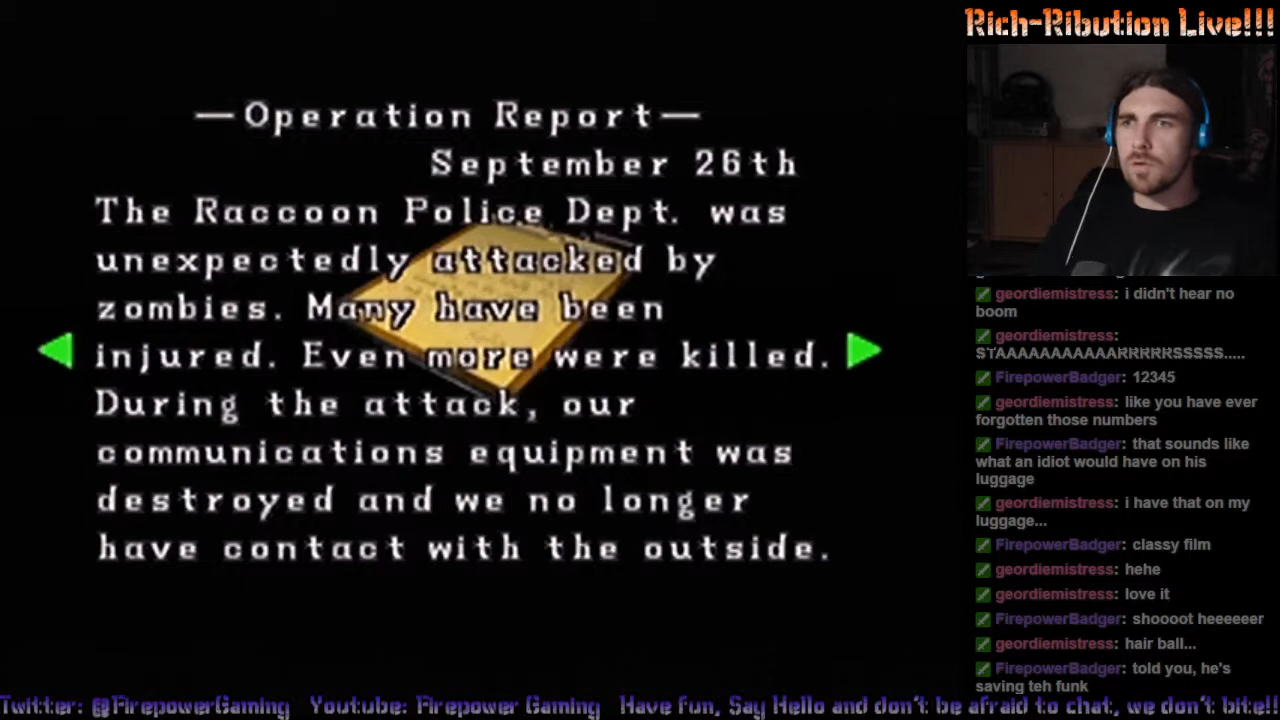 Rich-Ribution Live!!!
—Operation Report—
September 26th
The Raccoon Police Dept. was
unexpectedly attacked by
zombies. Many have been
injured. Even more were killed.
During the attack, our
communications equipment was
destroyed and we no longer
have contact with the outside.
geordiemistress: i didn't hear no
boom
geordiemistress:
STAAAAAAAAAAARRRRRSSSSS.....
FirepowerBadger: 12345
geordiemistress: like you have ever
forgotten those numbers
FirepowerBadger: that sounds like
what an idiot would have on his
luggage
geordiemistress: i have that on my
luggage...
FirepowerBadger: classy film
geordiemistress: hehe
geordiemistress: love it
FirepowerBadger: shoooot heeeeeer
geordiemistress: hair ball...
FirepowerBadger: told you, he's
saving teh funk
Twitter: @FirepowerGaming Youtube: Firepower Gaming Have fun, Say Hello and don't be afraid to chat, we don't bite!!